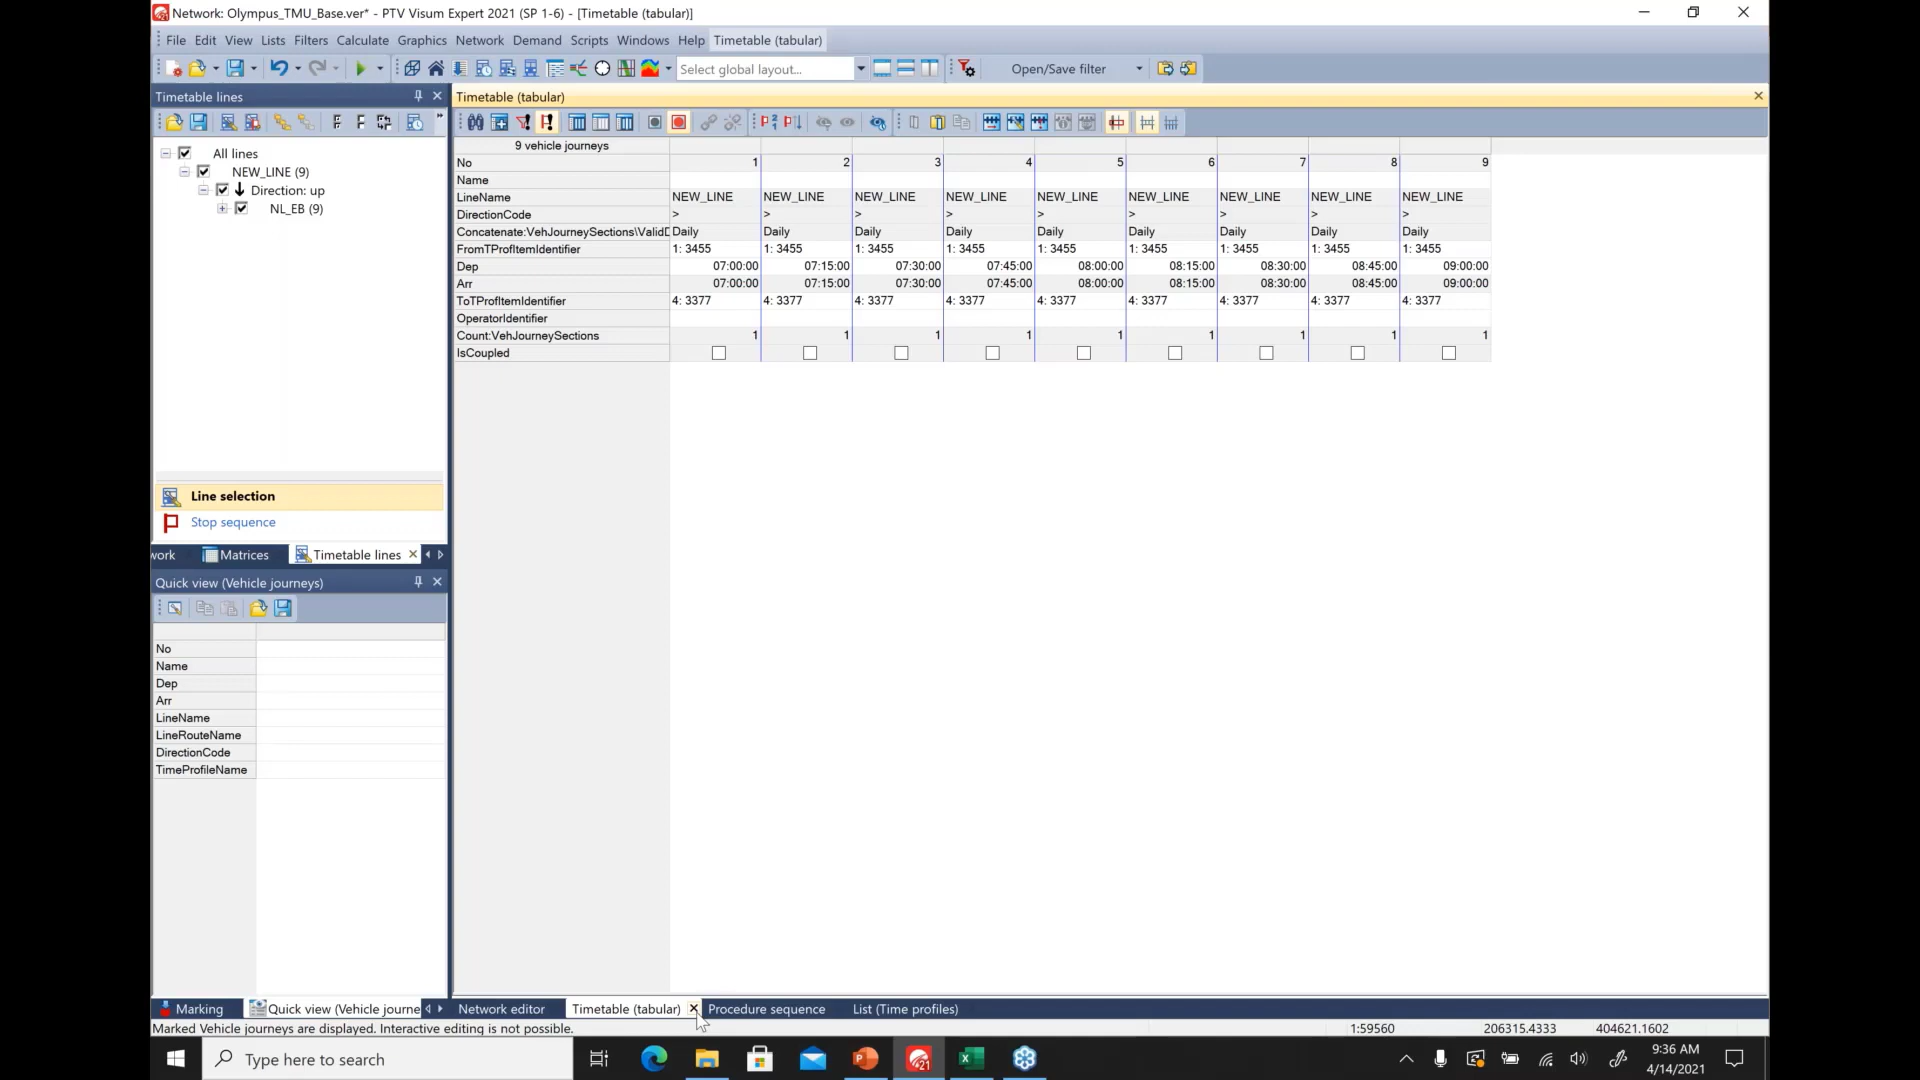 Network: Olympus_TMU_Base.ver* - PTV Visum Expert 2021 (SP 1-6) - [Timetable (tabular)]
File Edit View Lists Filters Calculate Graphics Network Demand Scripts Windows Help Timetable (tabular)
Select global layout... Open/Save filter
Timetable lines
All lines
NEW_LINE (9)
Direction: up
NL_EB (9)
Line selection
Stop sequence
work Matrices Timetable lines
Quick view (Vehicle journeys)
No
Name
Dep
Arr
LineName
LineRouteName
DirectionCode
TimeProfileName
Marking Quick view (Vehicle journe
Timetable (tabular)
9 vehicle journeys
No 1 2 3 4 5 6 7 8 9
Name
LineName NEW_LINE NEW_LINE NEW_LINE NEW_LINE NEW_LINE NEW_LINE NEW_LINE NEW_LINE NEW_LINE
DirectionCode > > > > > > > > >
Concatenate:VehJourneySections\ValidD Daily Daily Daily Daily Daily Daily Daily Daily Daily
FromTProfItemIdentifier 1: 3455 1: 3455 1: 3455 1: 3455 1: 3455 1: 3455 1: 3455 1: 3455 1: 3455
Dep 07:00:00 07:15:00 07:30:00 07:45:00 08:00:00 08:15:00 08:30:00 08:45:00 09:00:00
Arr 07:00:00 07:15:00 07:30:00 07:45:00 08:00:00 08:15:00 08:30:00 08:45:00 09:00:00
ToTProfItemIdentifier 4: 3377 4: 3377 4: 3377 4: 3377 4: 3377 4: 3377 4: 3377 4: 3377 4: 3377
OperatorIdentifier
Count:VehJourneySections 1 1 1 1 1 1 1 1 1
IsCoupled
Network editor Timetable (tabular) Procedure sequence List (Time profiles)
Marked Vehicle journeys are displayed. Interactive editing is not possible. 1:59560 206315.4333 404621.1602
Type here to search
9:36 AM
4/14/2021